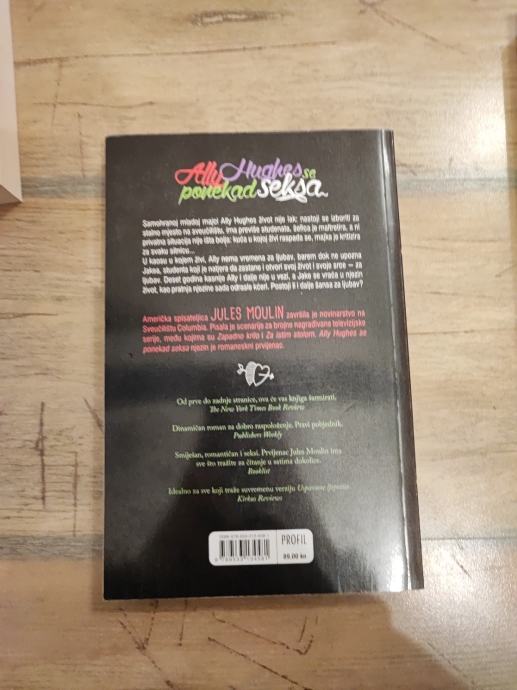 Ally Hughes se
ponekad seksa
Samohranoj mladoj majci Ally Hughes život nije lak: nastoji se izboriti za
stalno mjesto na sveučilištu, ima previše studenata, šefica je maltretira, a ni
privatna situacija nije išta bolja: kuća u kojoj živi raspada se, majka je kritizira
za svaku sitnicu...
U kaosu u kojem živi, Ally nema vremena za ljubav, barem dok ne upozna
Jakea, studenta koji je natjera da zastane i otvori svoj život i svoje srce — za
ljubav. Deset godina kasnije Ally i dalje nije u vezi, a Jake se vraća u njezin
život, kao pratnja njezine sada odrasle kćeri. Postoji li i dalje šansa za ljubav?
Američka spisateljica JULES MOULIN završila je novinarstvo na
Sveučilištu Columbia. Pisala je scenarije za brojne nagrađivane televizijske
serije, među kojima su Zapadno krilo i Za istim stolom. Ally Hughes se
ponekad seksa njezin je romaneskni prvijenac.
Od prve do zadnje stranice, ova će vas knjiga šarmirati.
The New York Times Book Review
Dinamičan roman za dobro raspoloženje. Pravi pobjednik.
Publishers Weekly
Smiješan, romantičan i seksi. Prvijenac Jules Moulin ima
sve što tražite za čitanje u satima dokolice.
Booklist
Idealno za sve koji traže suvremenu verziju Uspavane ljepotice.
Kirkus Reviews
PROFIL
89.00 kn